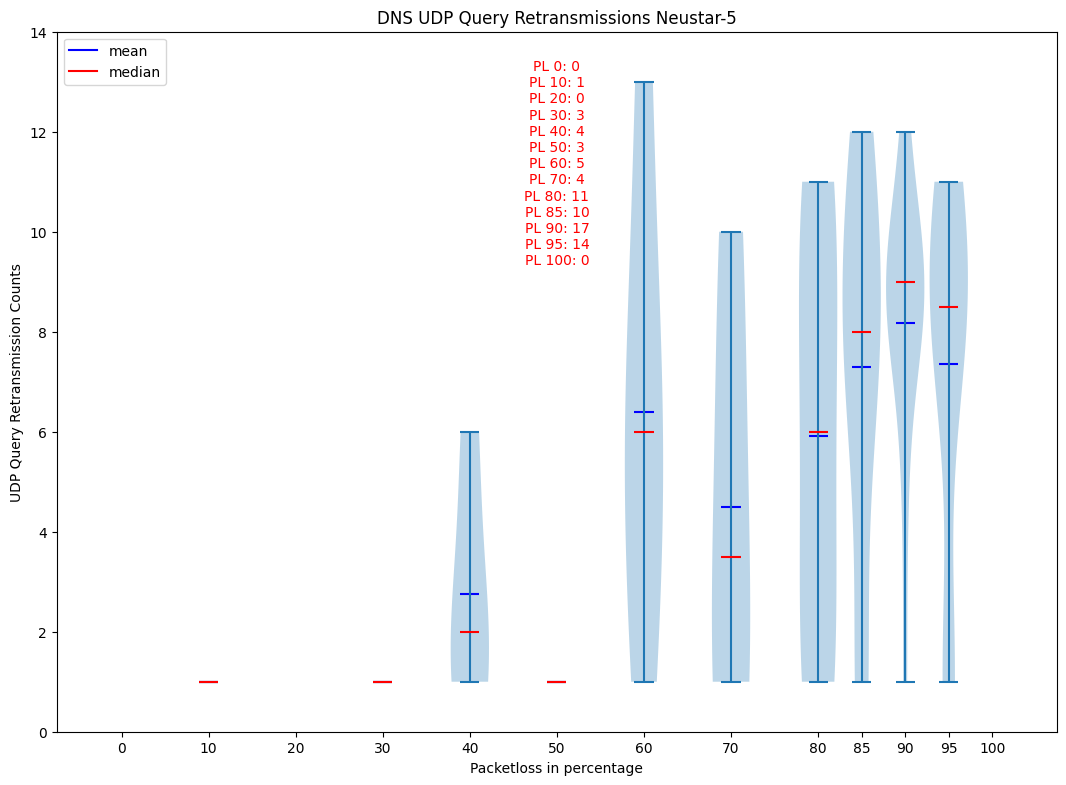 DNS UDP Query Retransmissions Neustar-5
14
12
10
8
6
4
2
0
UDP Query Retransmission Counts
mean
median
PL 0: 0
PL 10: 1
PL 20: 0
PL 30: 3
PL 40: 4
PL 50: 3
PL 60: 5
PL 70: 4
PL 80: 11
PL 85: 10
PL 90: 17
PL 95: 14
PL 100: 0
0 10 20 30 40 50 60 70 80 85 90 95 100
Packetloss in percentage